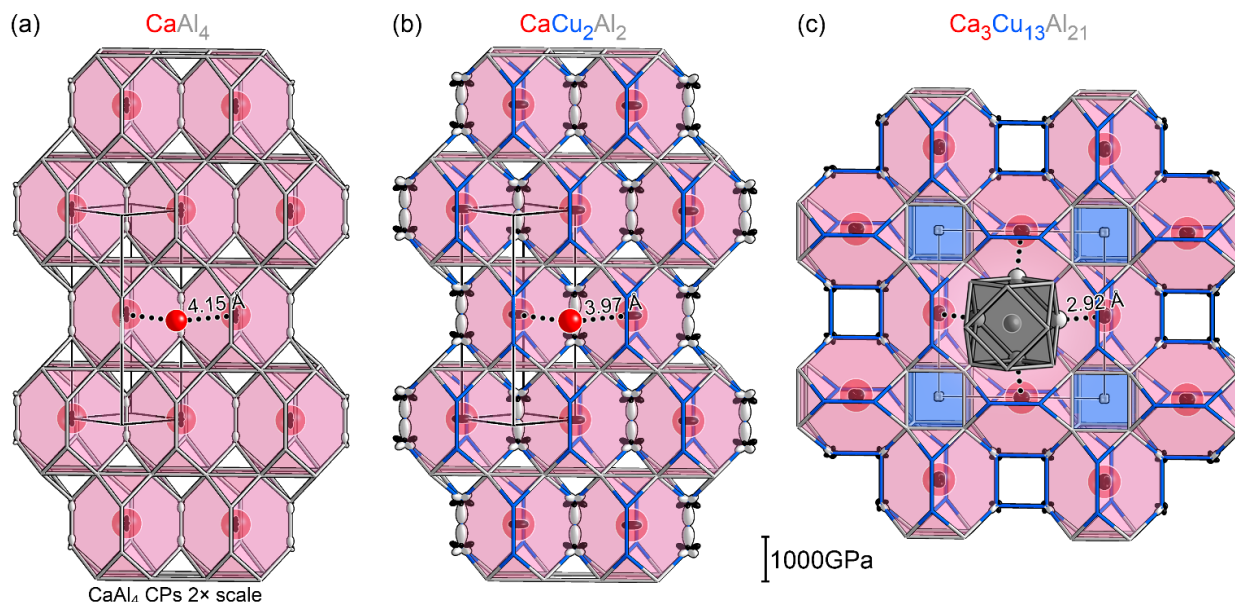 (a) CaAl₄
(b) CaCu₂Al₂
(c) Ca₃Cu₁₃Al₂₁
4.15 Å
3.97 Å
2.92 Å
1000GPa
CaAl₄ CPs 2× scale